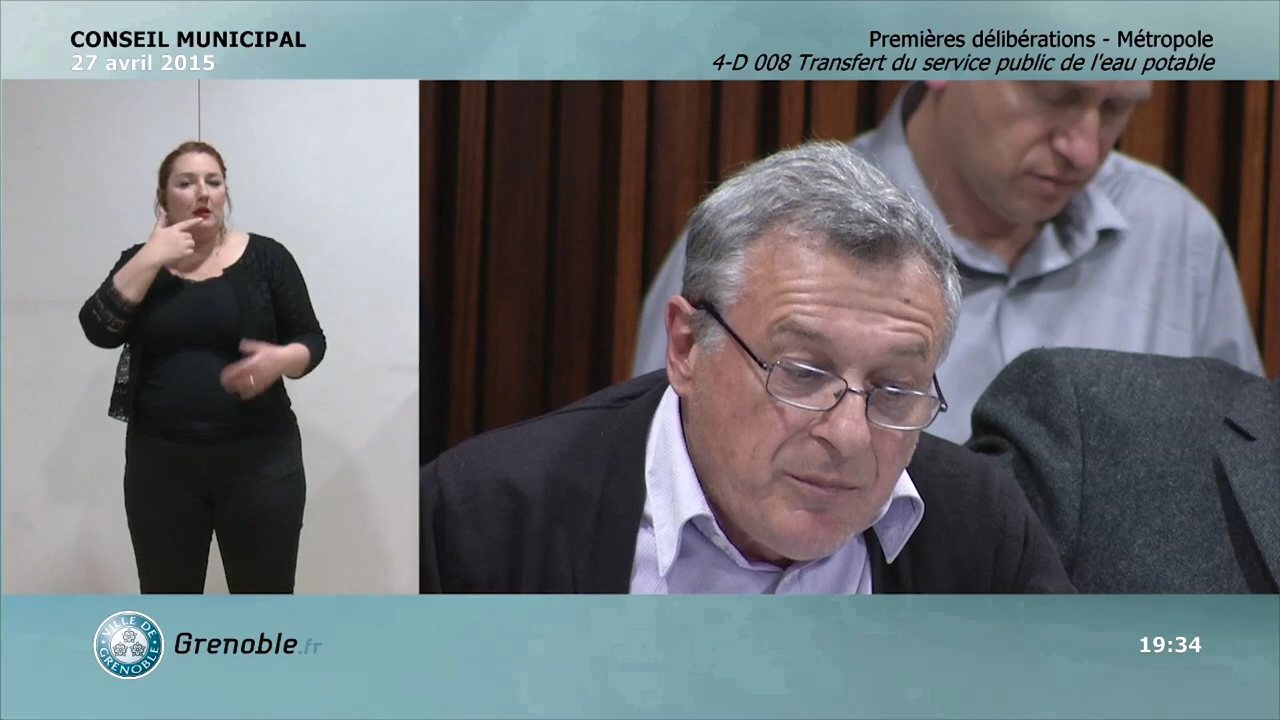 CONSEIL MUNICIPAL
27 avril 2015
Premières délibérations - Métropole
4-D 008 Transfert du service public de l'eau potable
VILLE DE
GRENOBLE
Grenoble.fr
19:34